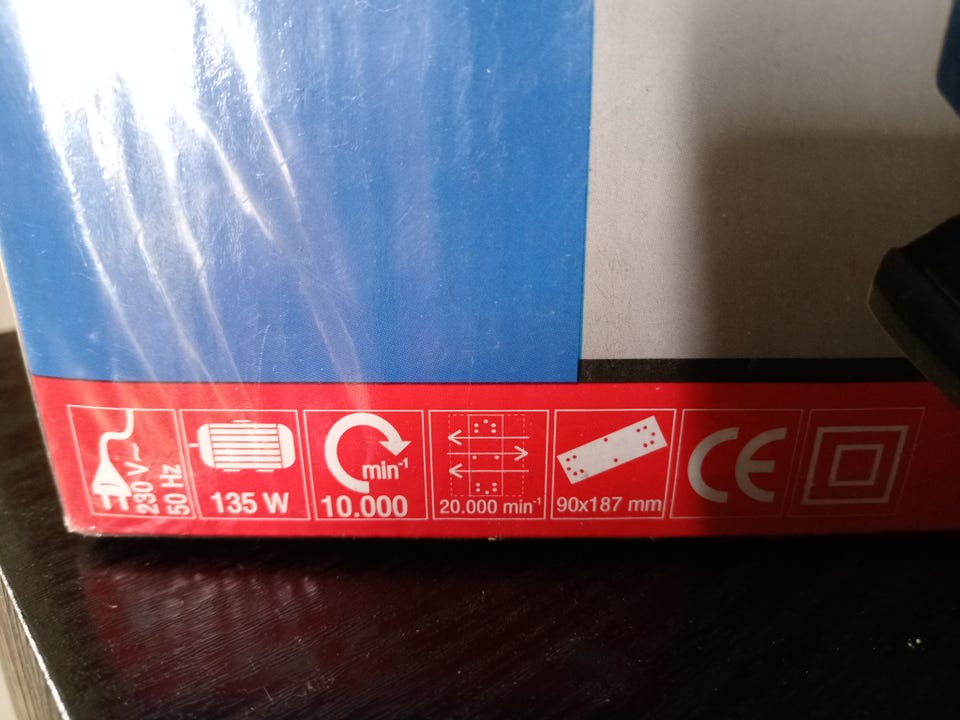 230 V~
50 Hz
135 W
min-¹
10.000
20.000 min-¹
90x187 mm
CE